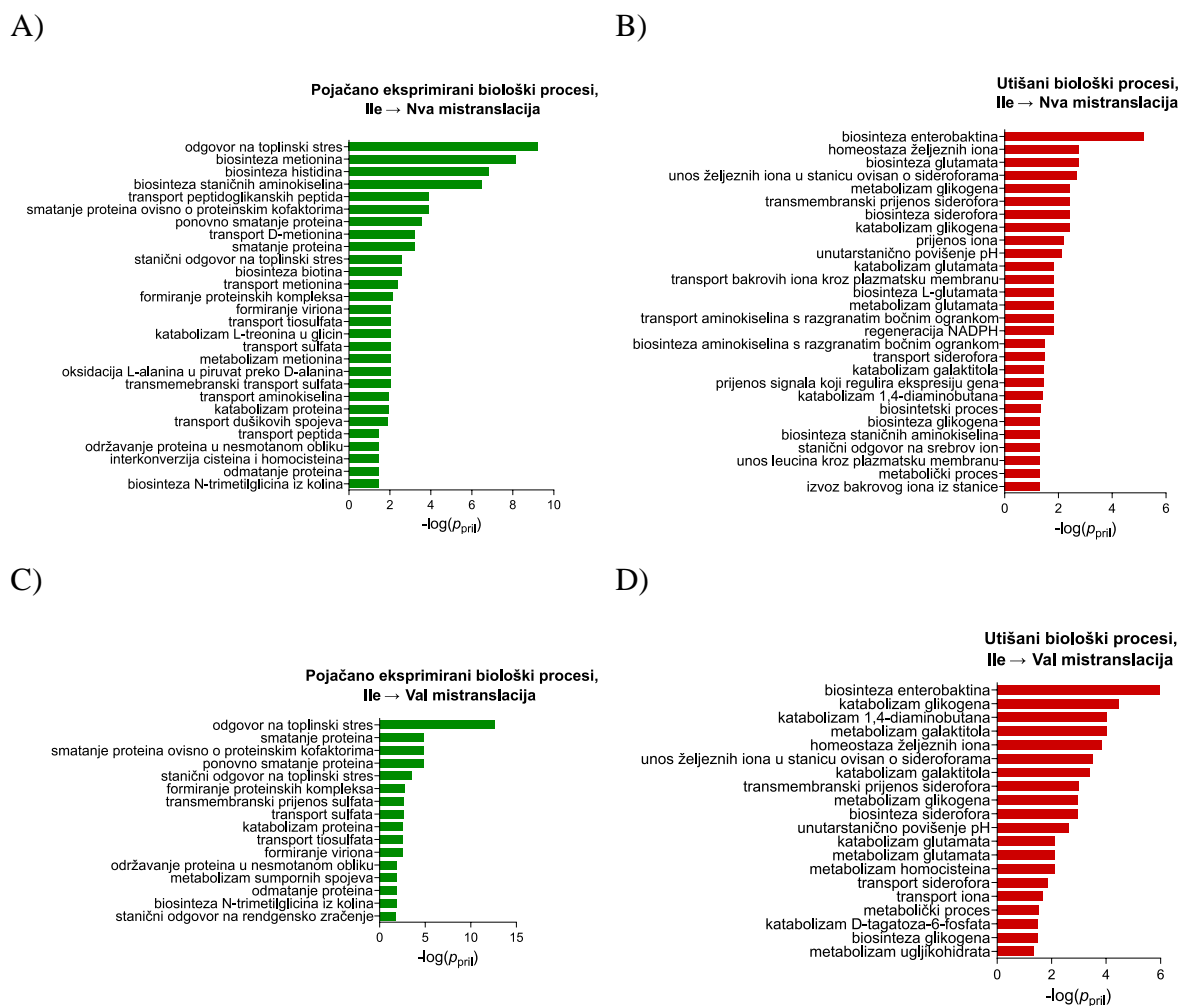 A)
Pojačano eksprimirani biološki procesi,
Ile → Nva mistranslacija
odgovor na toplinski stres
biosinteza metionina
biosinteza histidina
biosinteza staničnih aminokiselina
transport peptidoglikanskih peptida
smatanje proteina ovisno o proteinskim kofaktorima
ponovno smatanje proteina
transport D-metionina
smatanje proteina
stanični odgovor na toplinski stres
biosinteza biotina
transport metionina
formiranje proteinskih kompleksa
formiranje viriona
transport tiosulfata
katabolizam L-treonina u glicin
transport sulfata
metabolizam metionina
oksidacija L-alanina u piruvat preko D-alanina
transmemebranski transport sulfata
transport aminokiselina
katabolizam proteina
transport dušikovih spojeva
transport peptida
održavanje proteina u nesmotanom obliku
interkonverzija cisteina i homocisteina
odmatanje proteina
biosinteza N-trimetilglicina iz kolina
0 2 4 6 8 10
-log(p_pril)
B)
Utišani biološki procesi,
Ile → Nva mistranslacija
biosinteza enterobaktina
homeostaza željeznih iona
biosinteza glutamata
unos željeznih iona u stanicu ovisan o sideroforama
metabolizam glikogena
transmembranski prijenos siderofora
biosinteza siderofora
katabolizam glikogena
prijenos iona
unutarstanično povišenje pH
katabolizam glutamata
transport bakrovih iona kroz plazmatsku membranu
biosinteza L-glutamata
metabolizam glutamata
transport aminokiselina s razgranatim bočnim ogrankom
regeneracija NADPH
biosinteza aminokiselina s razgranatim bočnim ogrankom
transport siderofora
katabolizam galaktitola
prijenos signala koji regulira ekspresiju gena
katabolizam 1,4-diaminobutana
biosintetski proces
biosinteza glikogena
biosinteza staničnih aminokiselina
stanični odgovor na srebrov ion
unos leucina kroz plazmatsku membranu
metabolički proces
izvoz bakrovog iona iz stanice
0 2 4 6
-log(p_pril)
C)
Pojačano eksprimirani biološki procesi,
Ile → Val mistranslacija
odgovor na toplinski stres
smatanje proteina
smatanje proteina ovisno o proteinskim kofaktorima
ponovno smatanje proteina
stanični odgovor na toplinski stres
formiranje proteinskih kompleksa
transmembranski prijenos sulfata
transport sulfata
katabolizam proteina
transport tiosulfata
formiranje viriona
održavanje proteina u nesmotanom obliku
metabolizam sumpornih spojeva
odmatanje proteina
biosinteza N-trimetilglicina iz kolina
stanični odgovor na rendgensko zračenje
0 5 10 15
-log(p_pril)
D)
Utišani biološki procesi,
Ile → Val mistranslacija
biosinteza enterobaktina
katabolizam glikogena
katabolizam 1,4-diaminobutana
metabolizam galaktitola
homeostaza željeznih iona
unos željeznih iona u stanicu ovisan o sideroforama
katabolizam galaktitola
transmembranski prijenos siderofora
metabolizam glikogena
biosinteza siderofora
unutarstanično povišenje pH
katabolizam glutamata
metabolizam glutamata
metabolizam homocisteina
transport siderofora
transport iona
metabolički proces
katabolizam D-tagatoza-6-fosfata
biosinteza glikogena
metabolizam ugljikohidrata
0 2 4 6
-log(p_pril)